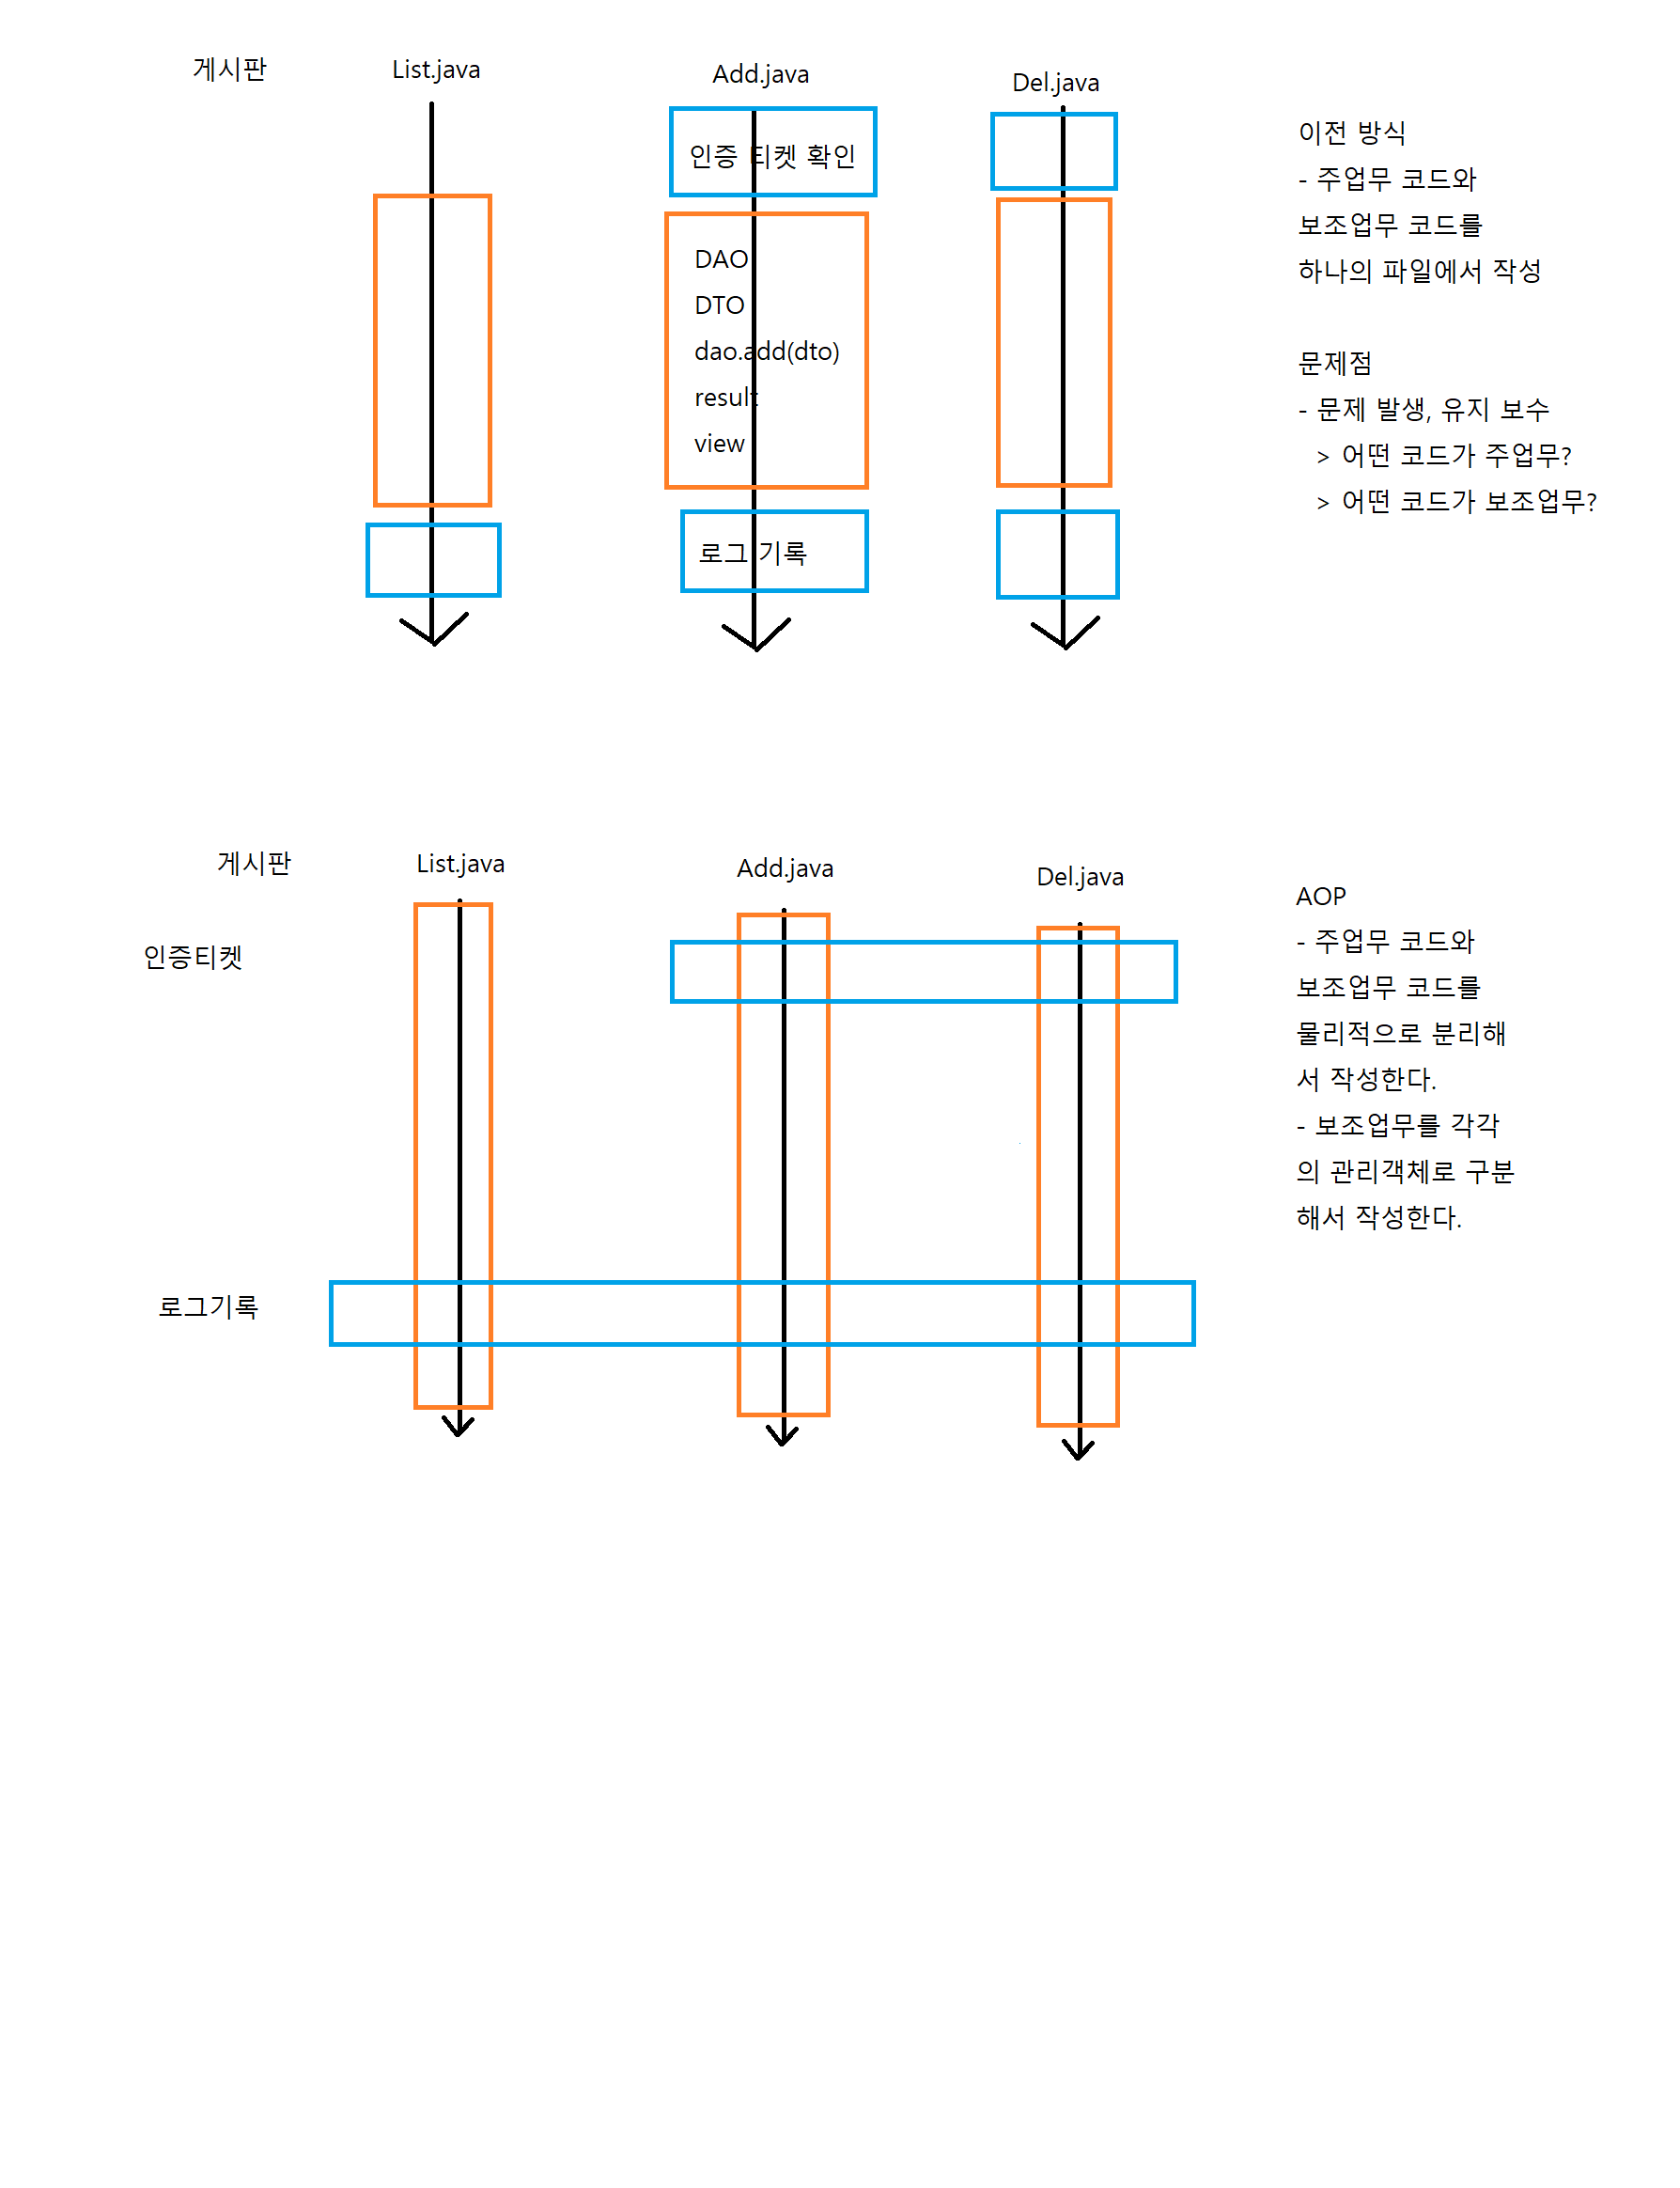 게시판
List.java
Add.java
Del.java
인증 티켓 확인
DAO
DTO
dao.add(dto)
result
view
로그 기록
이전 방식
- 주업무 코드와
보조업무 코드를
하나의 파일에서 작성
문제점
- 문제 발생, 유지 보수
> 어떤 코드가 주업무?
> 어떤 코드가 보조업무?
게시판
List.java
Add.java
Del.java
인증티켓
로그기록
AOP
- 주업무 코드와
보조업무 코드를
물리적으로 분리해
서 작성한다.
- 보조업무를 각각
의 관리객체로 구분
해서 작성한다.